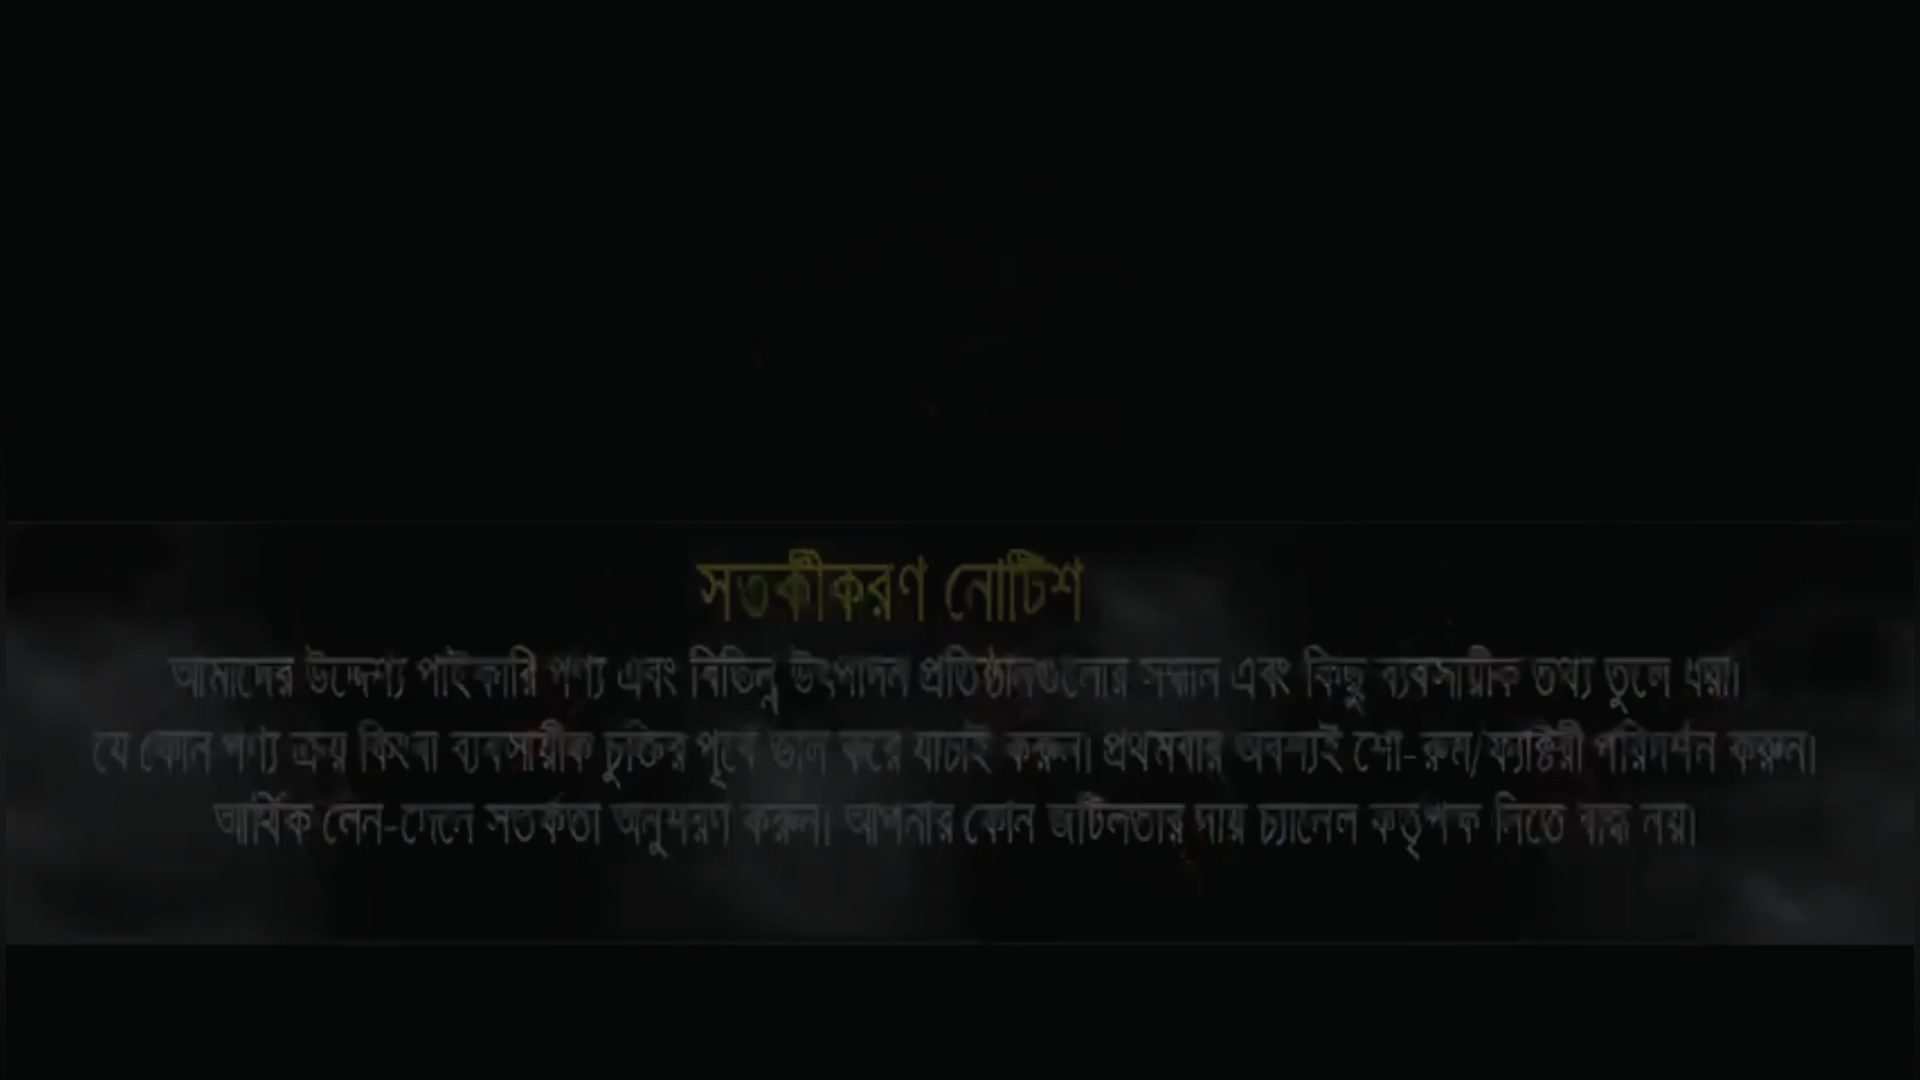 সতর্কীকরণ নোটিশ
আমাদের উদ্দেশ্য পাইকারি পণ্য এবং বিভিন্ন উৎপাদন প্রতিষ্ঠানগুলোর সন্ধান এবং কিছু ব্যবসায়ীক তথ্য তুলে ধরা।
যে কোন পণ্য ক্রয় কিংবা ব্যবসায়ীক চুক্তির পূর্বে ভাল করে যাচাই করুন। প্রথমবার অবশ্যই শো-রুম/ফ্যাক্টরী পরিদর্শন করুন।
আর্থিক লেন-দেনে সতর্কতা অনুশরণ করুন। আপনার কোন জটিলতার দায় চ্যানেল কর্তৃপক্ষ নিতে বাদ্ধ নয়।